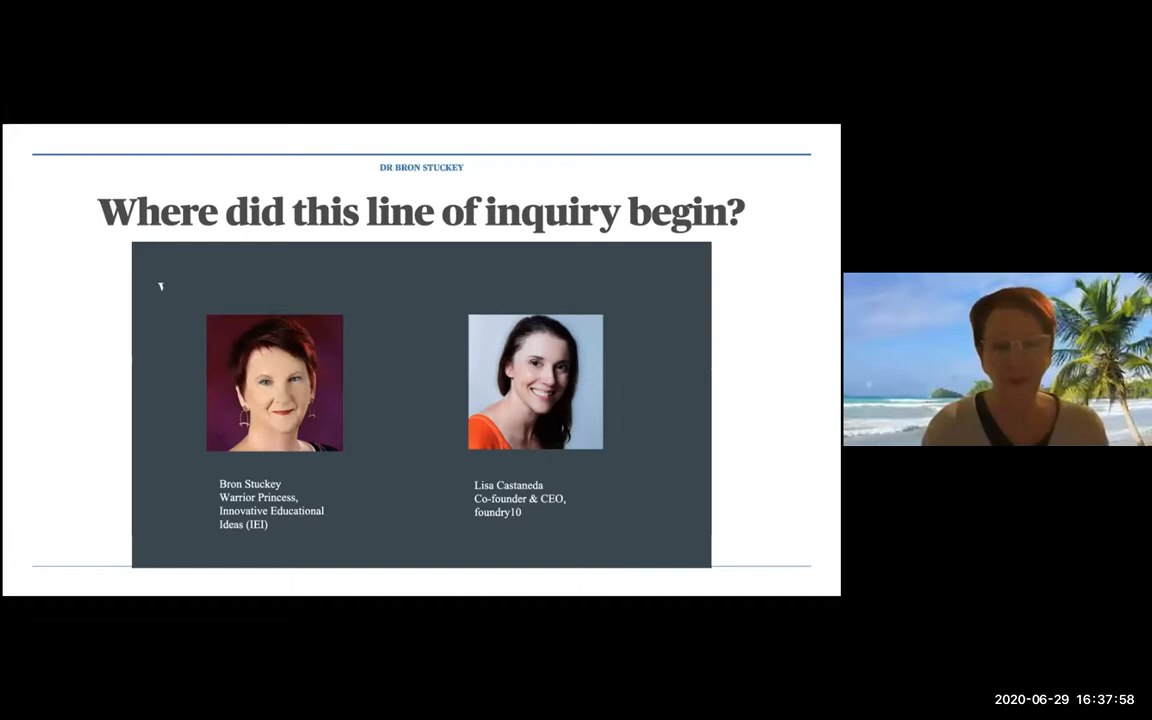 DR BRON STUCKEY
Where did this line of inquiry begin?
Bron Stuckey
Warrior Princess,
Innovative Educational
Ideas (IEI)
Lisa Castaneda
Co-founder & CEO,
foundry10
2020-06-29 16:37:58